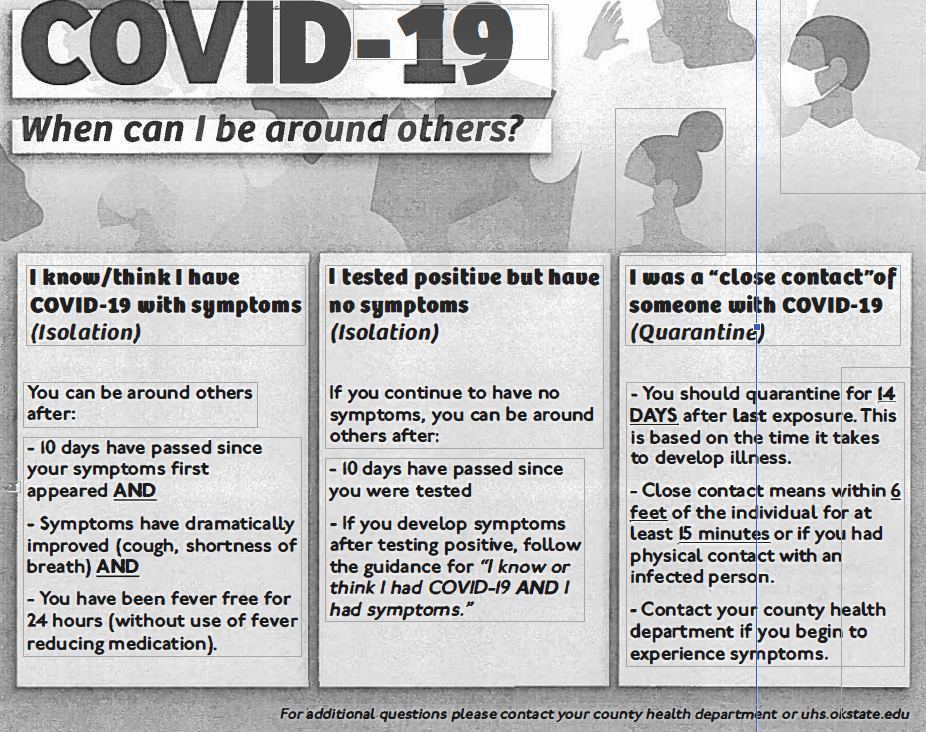 COVID-19
When can I be around others?
I know/think I have
COVID-19 with symptoms
(Isolation)
You can be around others
after:
- 10 days have passed since
your symptoms first
appeared AND
- Symptoms have dramatically
improved (cough, shortness of
breath) AND
- You have been fever free for
24 hours (without use of fever
reducing medication).
I tested positive but have
no symptoms
(Isolation)
If you continue to have no
symptoms, you can be around
others after:
- 10 days have passed since
you were tested
- If you develop symptoms
after testing positive, follow
the guidance for "I know or
think I had COVID-19 AND I
had symptoms."
I was a "close contact"of
someone with COVID-19
(Quarantine)
- You should quarantine for 14
DAYS after last exposure. This
is based on the time it takes
to develop illness.
- Close contact means within 6
feet of the individual for at
least 15 minutes or if you had
physical contact with an
infected person.
- Contact your county health
department if you begin to
experience symptoms.
For additional questions please contact your county health department or uhs.okstate.edu